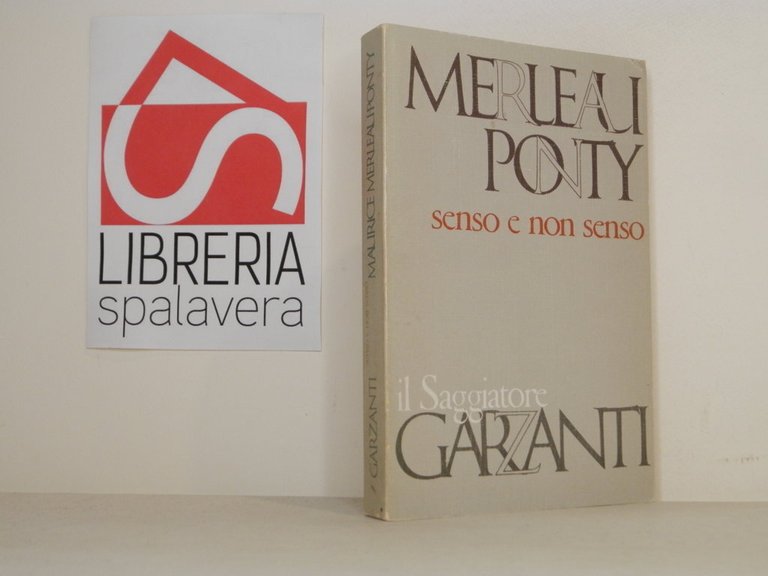 LIBRERIA
spalavera
MERLEAU
PONTY
senso e non senso
il Saggiatore
GARZANTI
MAURICE MERLEAU PONTY
GARZANTI